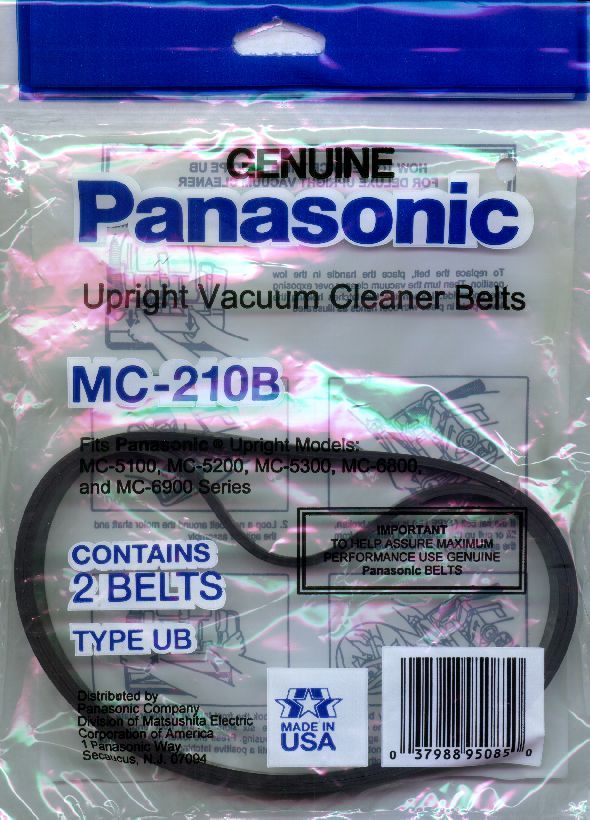 GENUINE
Panasonic
Upright Vacuum Cleaner Belts
MC-210B
Fits Panasonic® Upright Models:
MC-5100, MC-5200, MC-5300, MC-6800,
and MC-6900 Series
IMPORTANT
TO HELP ASSURE MAXIMUM
PERFORMANCE USE GENUINE
Panasonic BELTS
CONTAINS
2 BELTS
TYPE UB
Distributed by
Panasonic Company
Division of Matsushita Electric
Corporation of America
1 Panasonic Way
Secaucus, N.J. 07094
MADE IN
USA
0 37988 95085 0